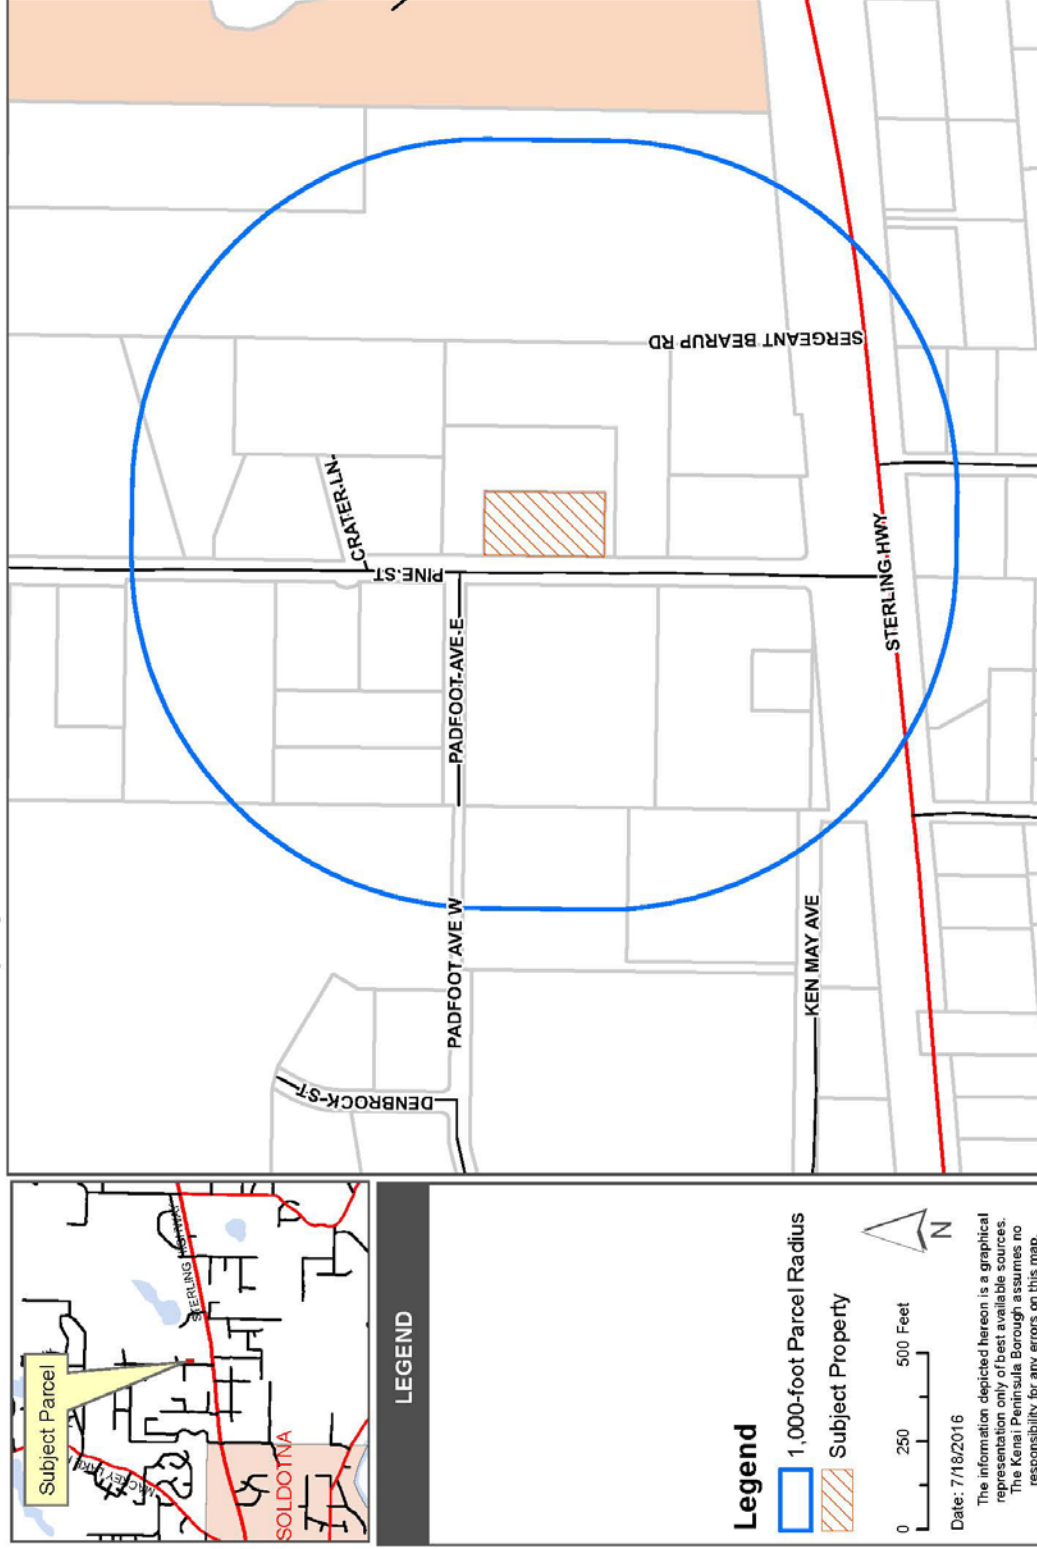 SERGEANT BEARUP RD
CRATER LN
PINE ST
STERLING HWY
PADFOOT AVE E
PADFOOT AVE W
KEN MAY AVE
DENBROCK ST
Subject Parcel
STERLING HIGHWAY
SOLDOTNA
LEGEND
Legend
1,000-foot Parcel Radius
Subject Property
0 250 500 Feet
N
Date: 7/18/2016
The information depicted hereon is a graphical
representation only of best available sources.
The Kenai Peninsula Borough assumes no
responsibility for any errors on this map.